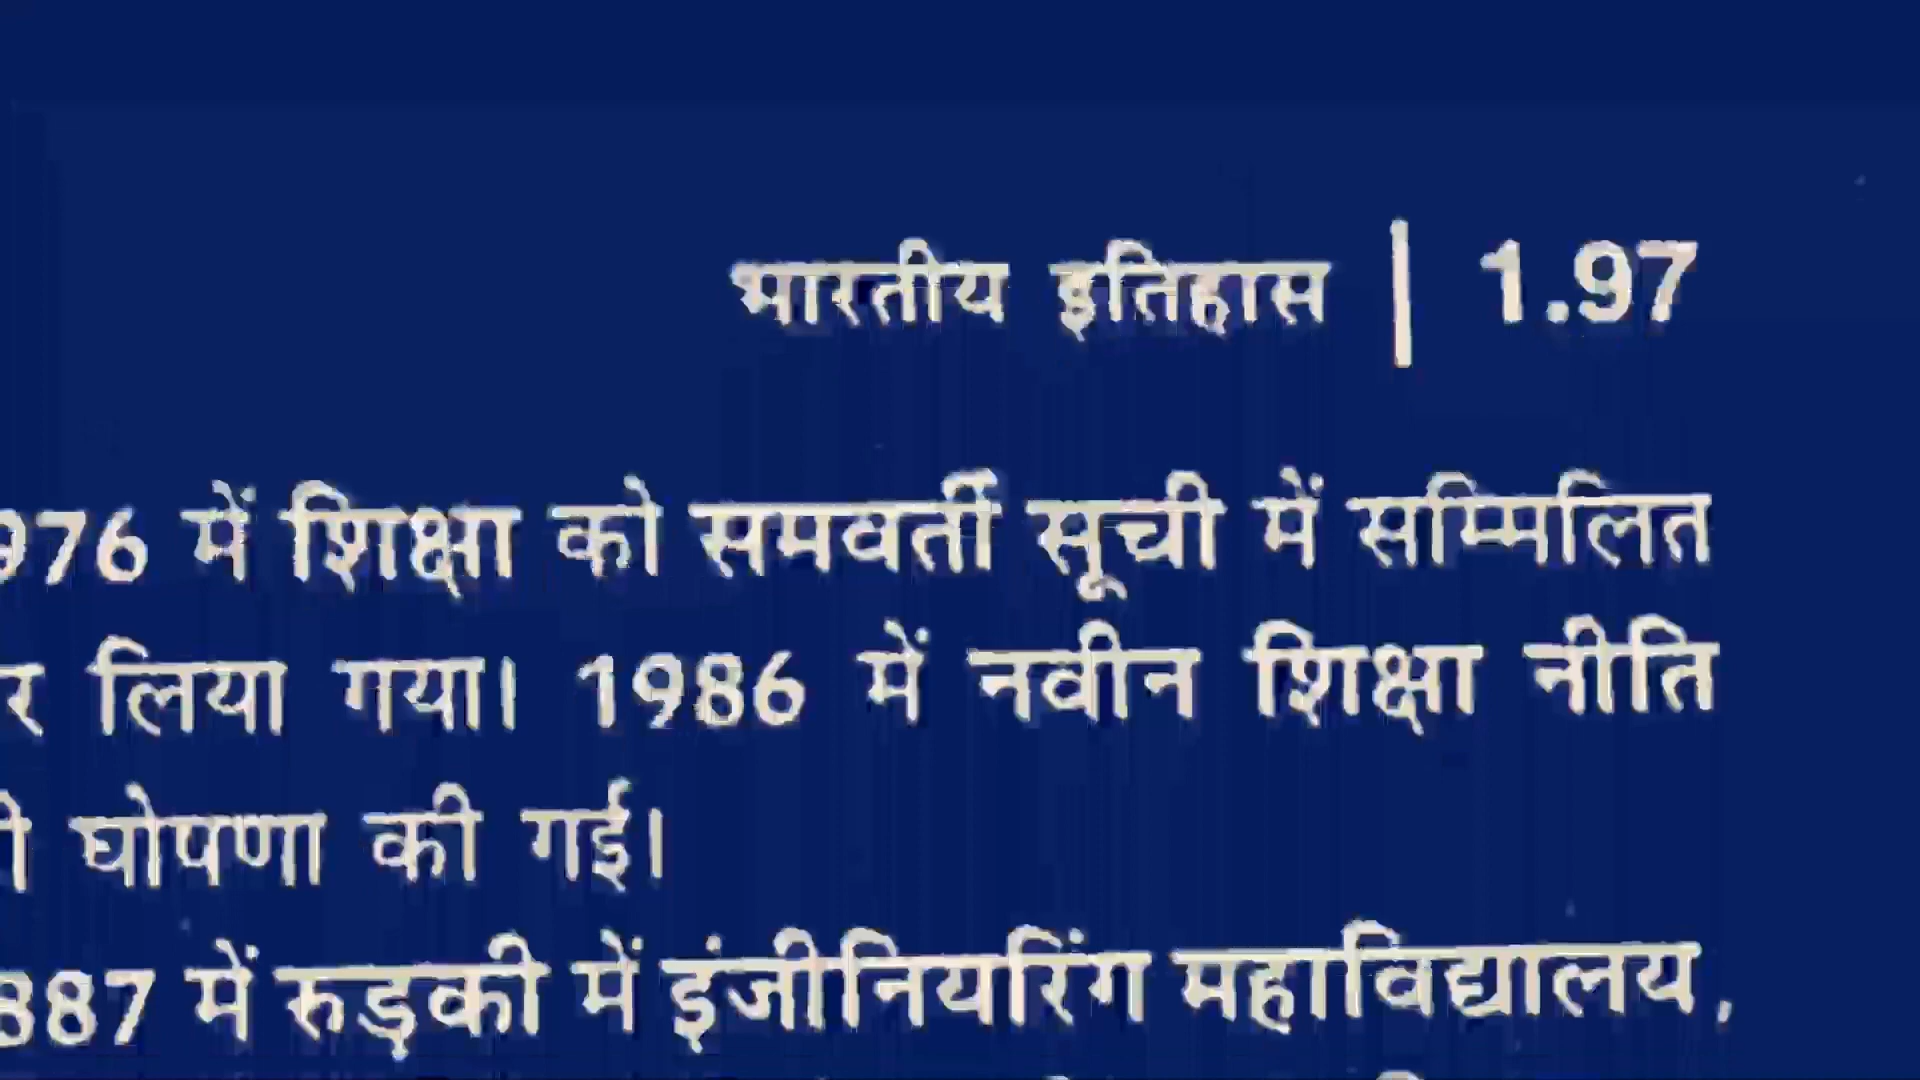 भारतीय इतिहास | 1.97
976 में शिक्षा को समवर्ती सूची में सम्मिलित
र लिया गया। 1986 में नवीन शिक्षा नीति
ी घोषणा की गई।
887 में रुड़की में इंजीनियरिंग महाविद्यालय,